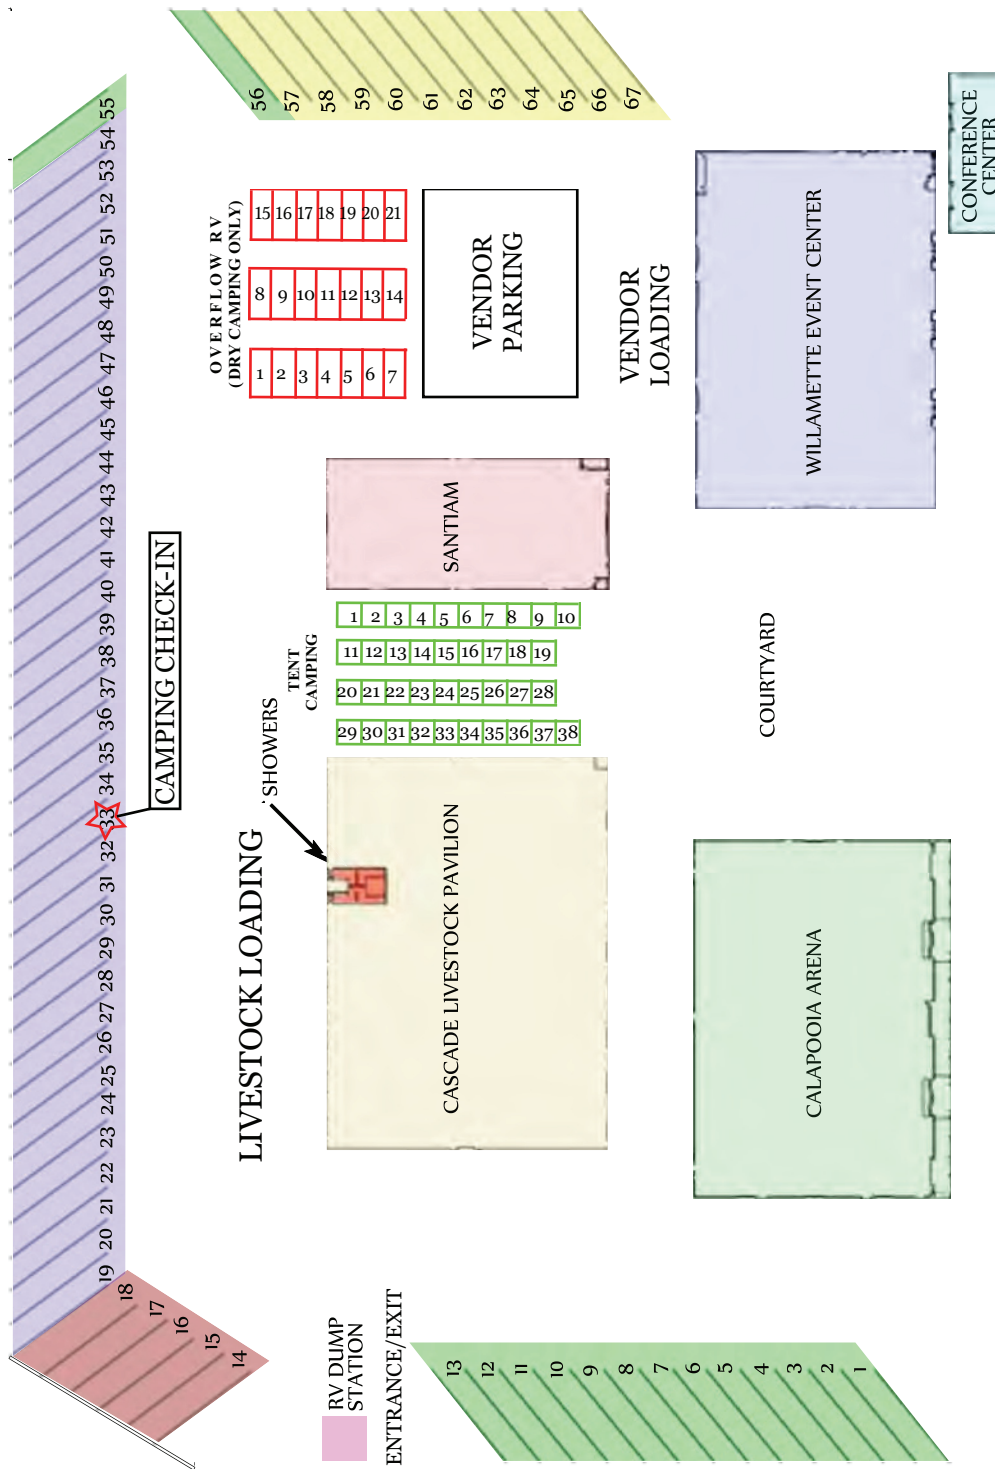 55
54
53
52
51
50
49
48
47
46
45
44
43
42
41
40
39
38
37
36
35
34
33
32
31
30
29
28
27
26
25
24
23
22
21
20
19
18
17
16
15
14
CAMPING CHECK-IN
56
57
58
59
60
61
62
63
64
65
66
67
OVERFLOW RV
(DRY CAMPING ONLY)
15 16 17 18 19 20 21
8 9 10 11 12 13 14
1 2 3 4 5 6 7
VENDOR
PARKING
VENDOR
LOADING
WILLAMETTE EVENT CENTER
CONFERENCE
CENTER
SANTIAM
TENT
CAMPING
1 2 3 4 5 6 7 8 9 10
11 12 13 14 15 16 17 18 19
20 21 22 23 24 25 26 27 28
29 30 31 32 33 34 35 36 37 38
SHOWERS
LIVESTOCK LOADING
CASCADE LIVESTOCK PAVILION
COURTYARD
CALAPOOIA ARENA
RV DUMP
STATION
ENTRANCE/EXIT
13
12
11
10
9
8
7
6
5
4
3
2
1